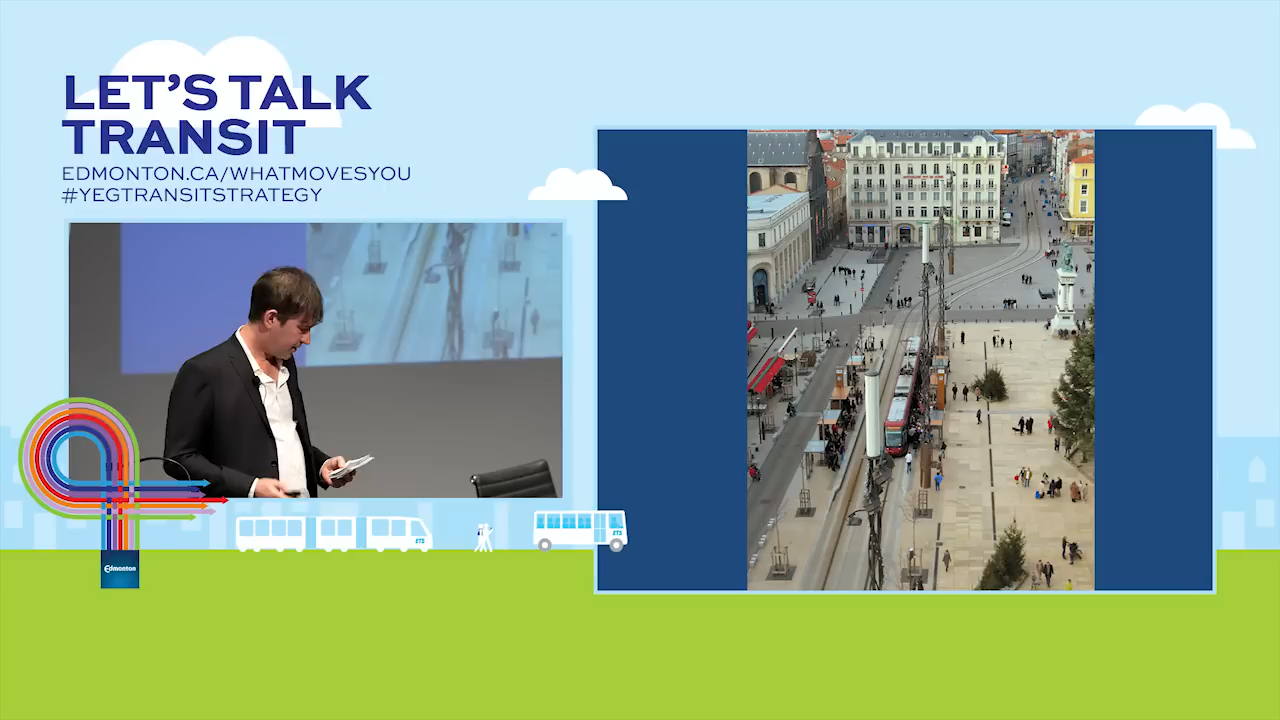 LET'S TALK
TRANSIT
EDMONTON.CA/WHATMOVESYOU
#YEGTRANSITSTRATEGY
ETS
ETS
Edmonton